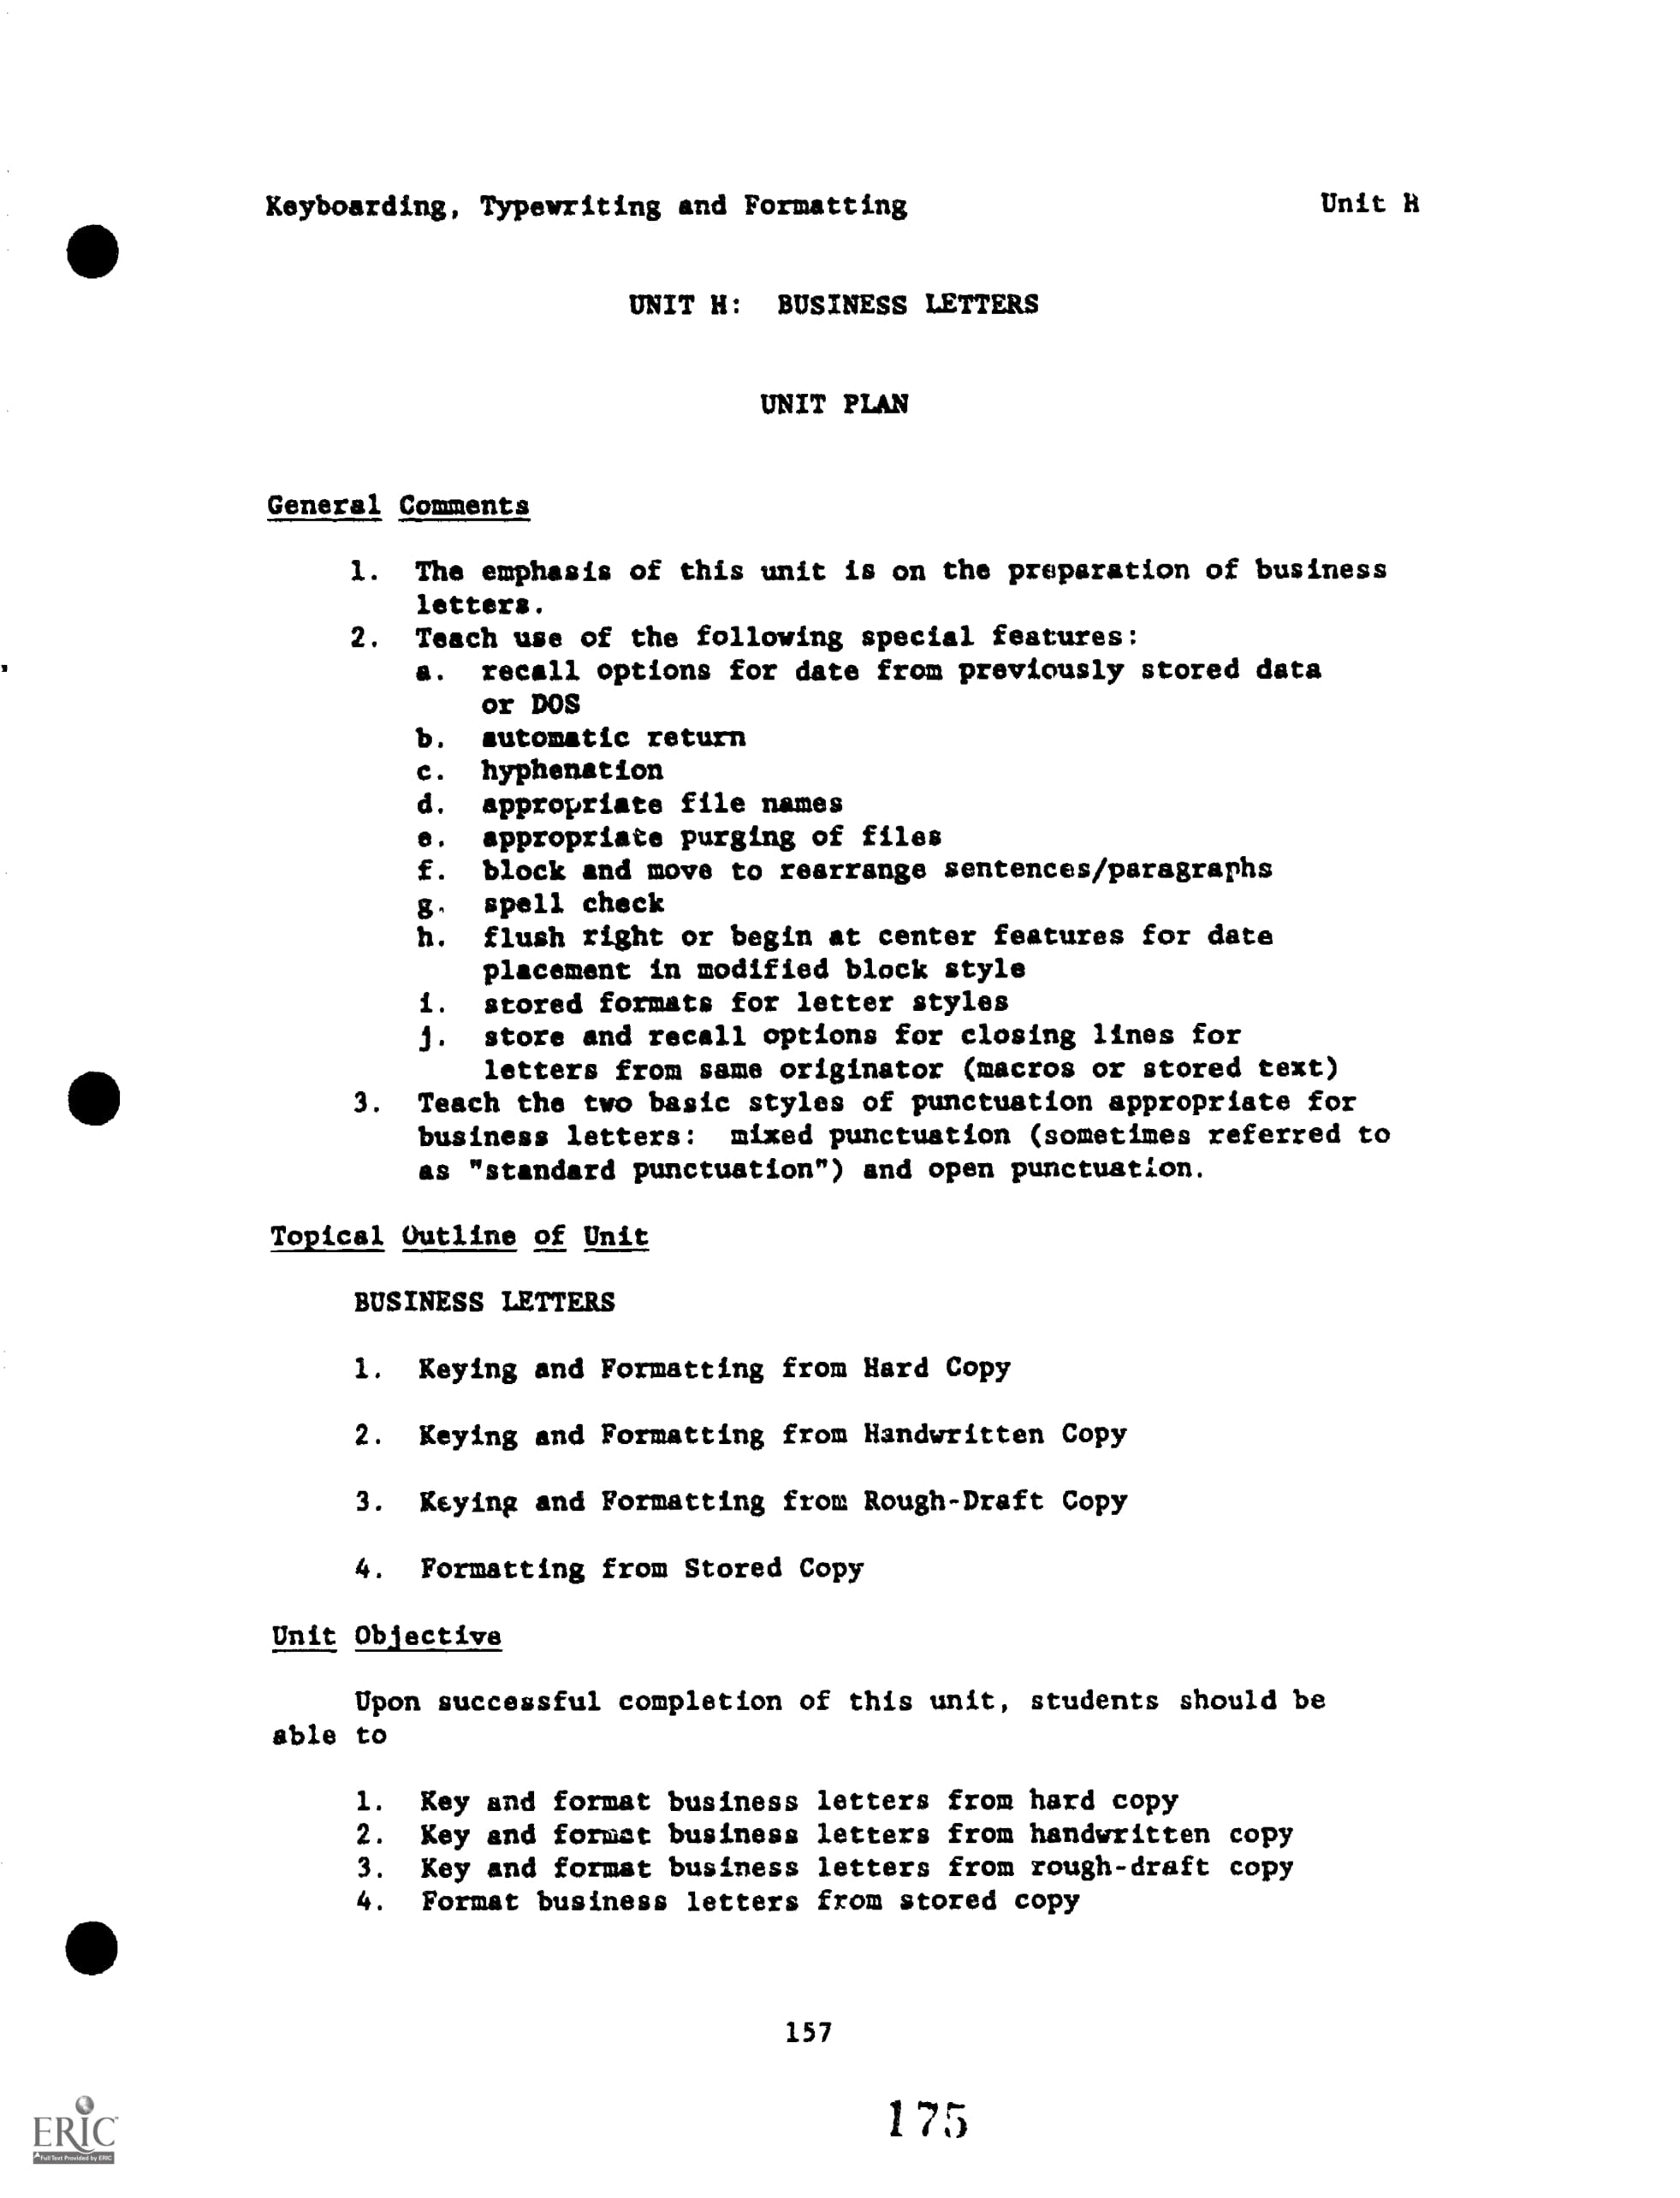 Keyboarding, Typewriting and Formatting Unit H
UNIT H: BUSINESS LETTERS
UNIT PLAN
General Comments
1. The emphasis of this unit is on the preparation of business
letters.
2. Teach use of the following special features:
a. recall options for date from previously stored data
or DOS
b. automatic return
c. hyphenation
d. appropriate file names
e. appropriate purging of files
f. block and move to rearrange sentences/paragraphs
g. spell check
h. flush right or begin at center features for date
placement in modified block style
i. stored formats for letter styles
j. store and recall options for closing lines for
letters from same originator (macros or stored text)
3. Teach the two basic styles of punctuation appropriate for
business letters: mixed punctuation (sometimes referred to
as "standard punctuation") and open punctuation.
Topical Outline of Unit
BUSINESS LETTERS
1. Keying and Formatting from Hard Copy
2. Keying and Formatting from Handwritten Copy
3. Keying and Formatting from Rough-Draft Copy
4. Formatting from Stored Copy
Unit Objective
Upon successful completion of this unit, students should be
able to
1. Key and format business letters from hard copy
2. Key and format business letters from handwritten copy
3. Key and format business letters from rough-draft copy
4. Format business letters from stored copy
157
175
ERIC
Full Text Provided by ERIC